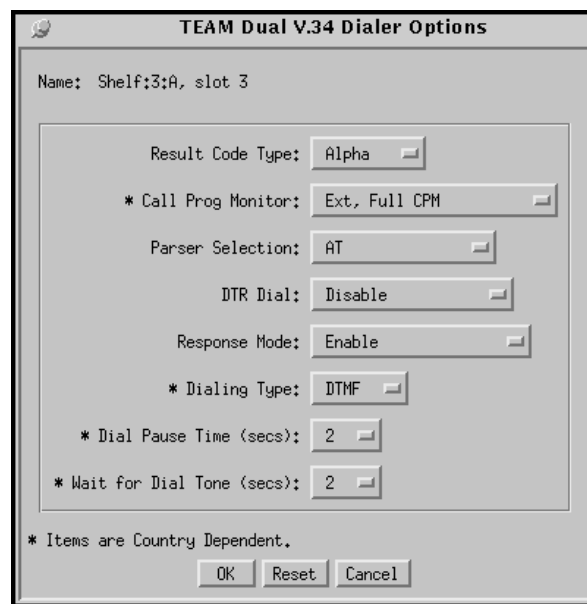 TEAM Dual V.34 Dialer Options
Name: Shelf:3:A, slot 3
Result Code Type: Alpha
* Call Prog Monitor: Ext, Full CPM
Parser Selection: AT
DTR Dial: Disable
Response Mode: Enable
* Dialing Type: DTMF
* Dial Pause Time (secs): 2
* Wait for Dial Tone (secs): 2
* Items are Country Dependent.
OK Reset Cancel